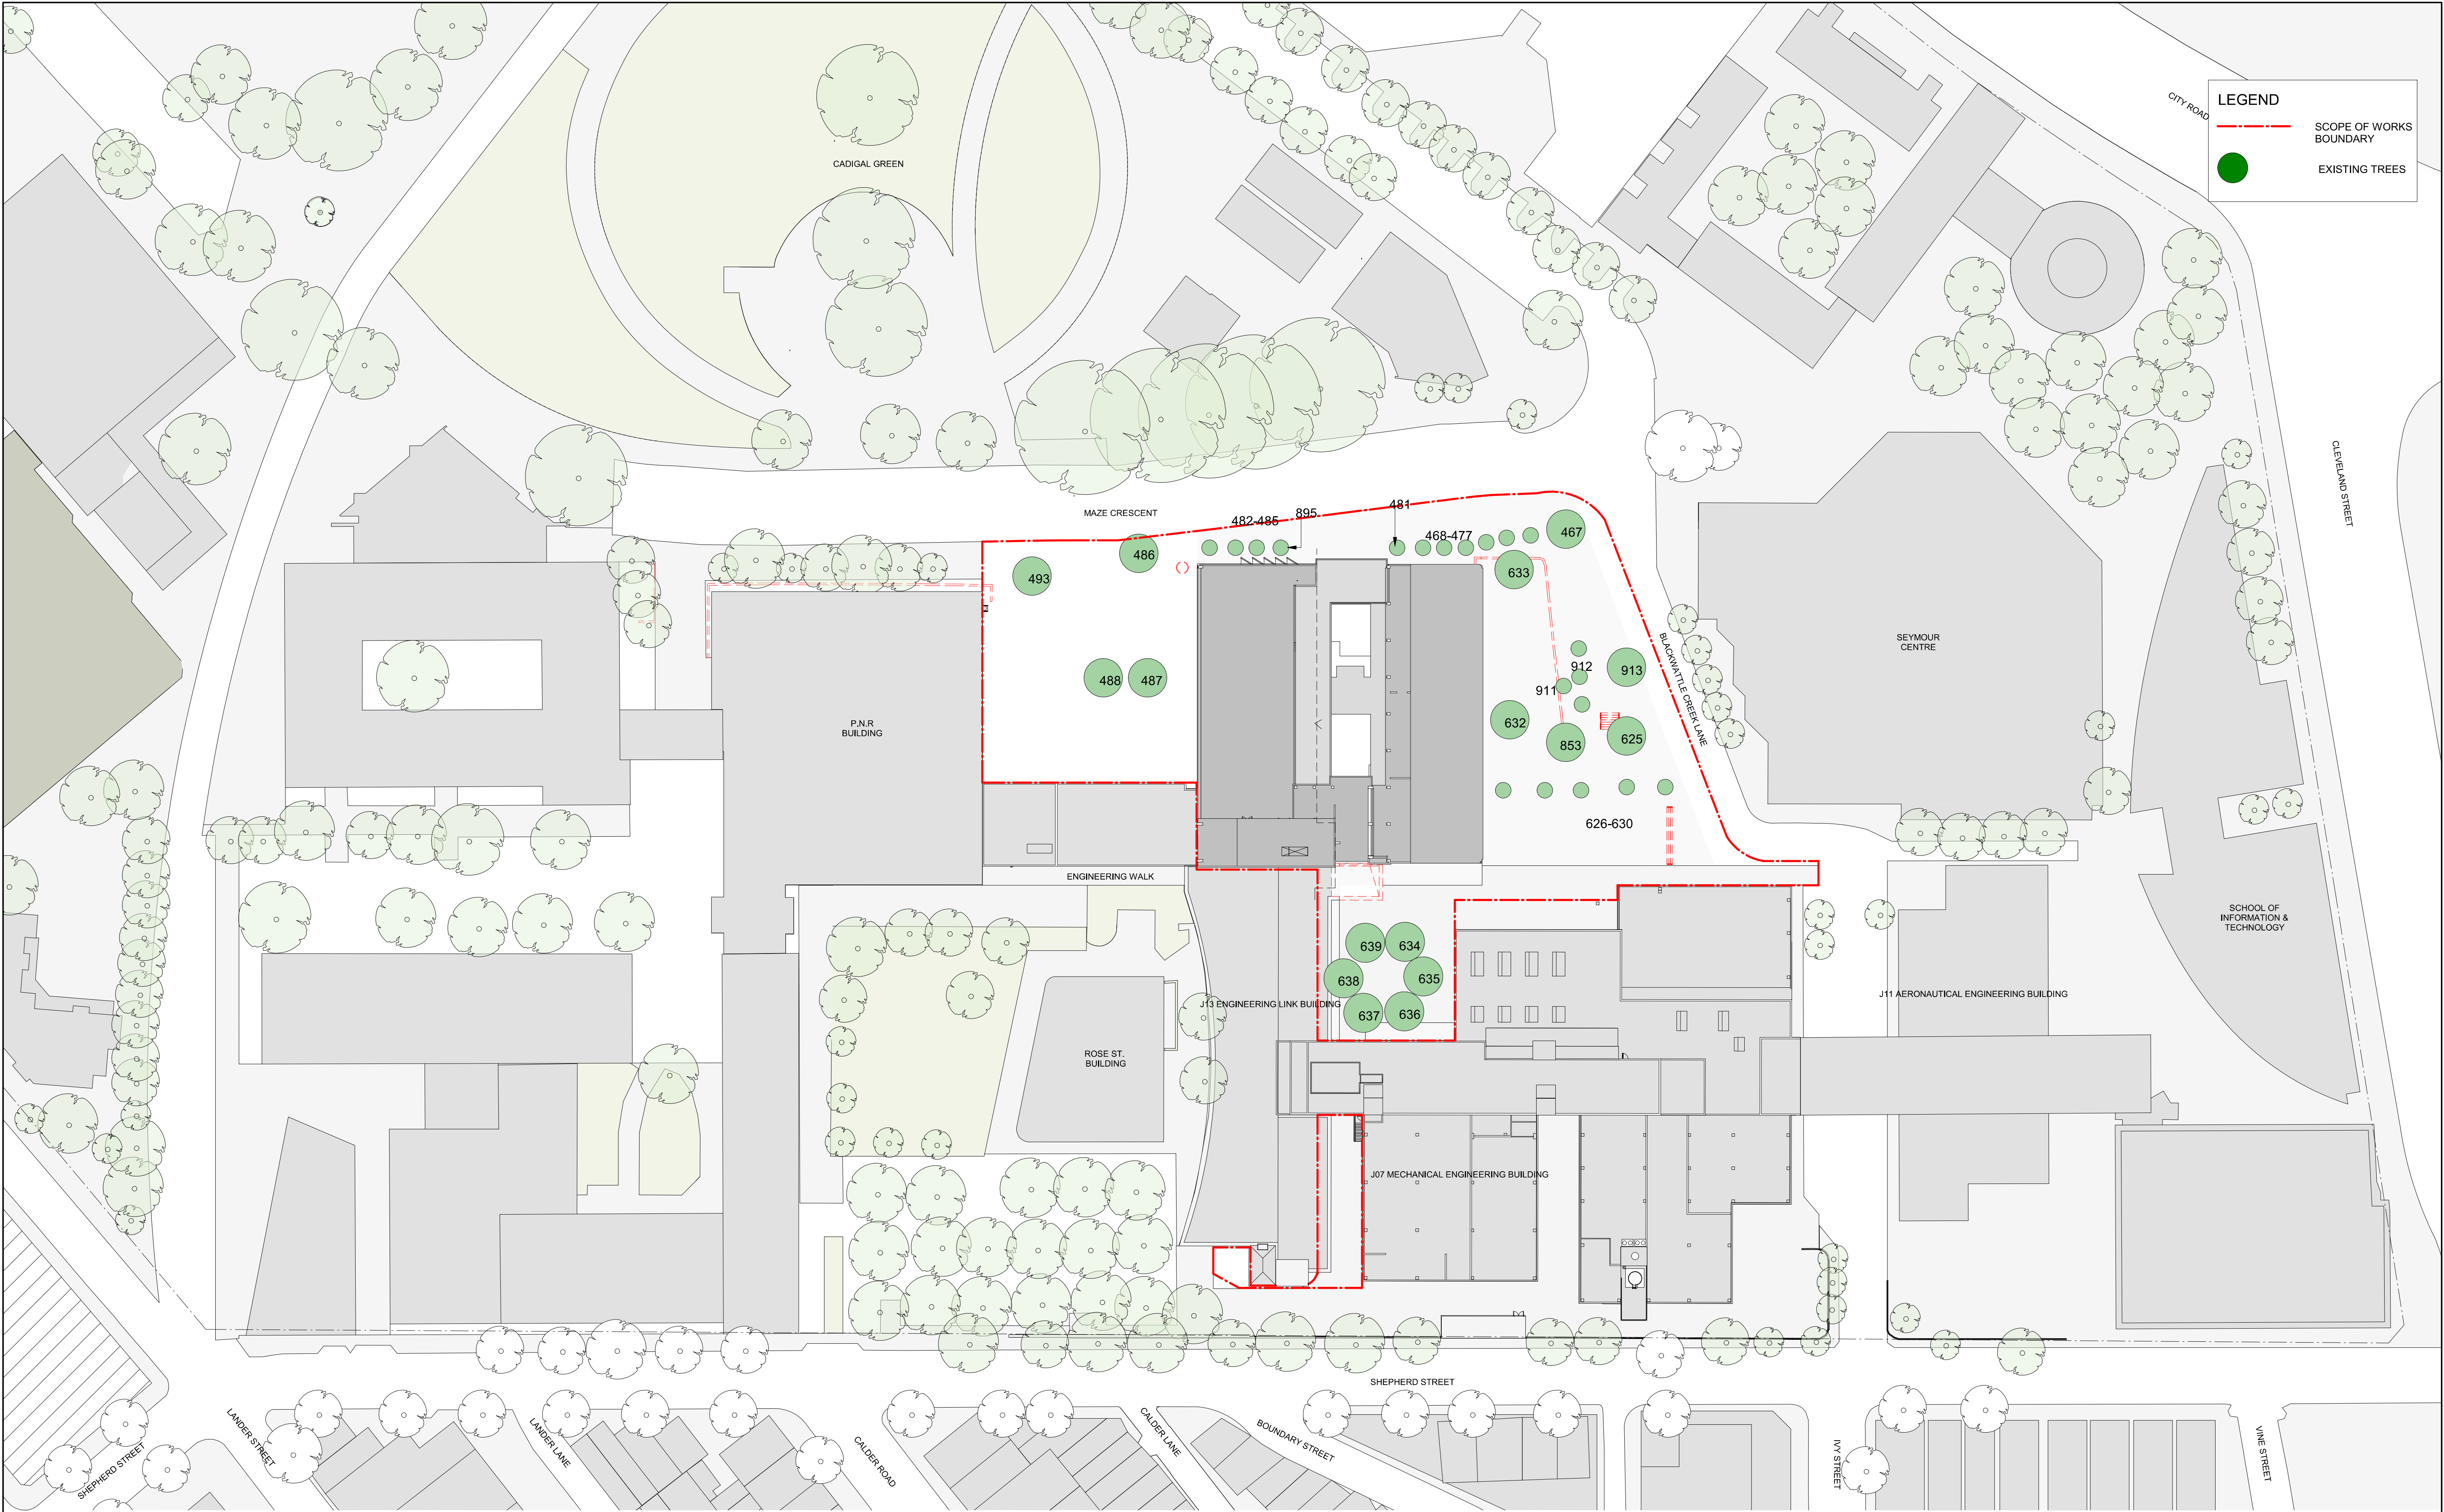 CITY ROAD
LEGEND
SCOPE OF WORKS
BOUNDARY
EXISTING TREES
CADIGAL GREEN
CLEVELAND STREET
MAZE CRESCENT
482-485
895
481
468-477
467
486
493
633
488
487
912
913
911
632
853
625
626-630
BLACKWATTLE CREEK LANE
SEYMOUR
CENTRE
P.N.R
BUILDING
ENGINEERING WALK
SCHOOL OF
INFORMATION &
TECHNOLOGY
639
634
638
635
637
636
J13 ENGINEERING LINK BUILDING
J11 AERONAUTICAL ENGINEERING BUILDING
ROSE ST.
BUILDING
J07 MECHANICAL ENGINEERING BUILDING
SHEPHERD STREET
SHEPHERD STREET
LANDER STREET
LANDER LANE
CALDER ROAD
CALDER LANE
BOUNDARY STREET
IVY STREET
VINE STREET